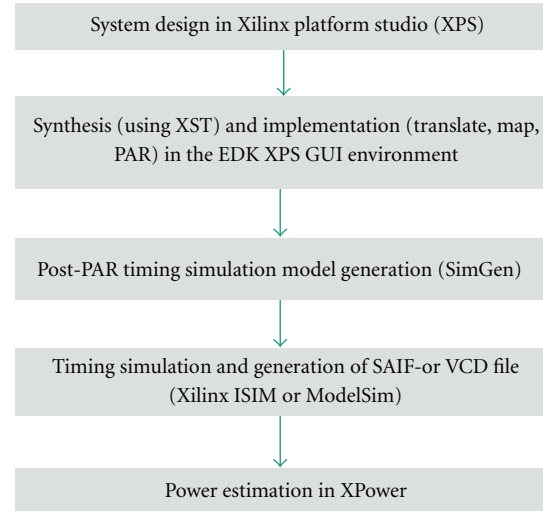 System design in Xilinx platform studio (XPS)
Synthesis (using XST) and implementation (translate, map,
PAR) in the EDK XPS GUI environment
Post-PAR timing simulation model generation (SimGen)
Timing simulation and generation of SAIF-or VCD file
(Xilinx ISIM or ModelSim)
Power estimation in XPower